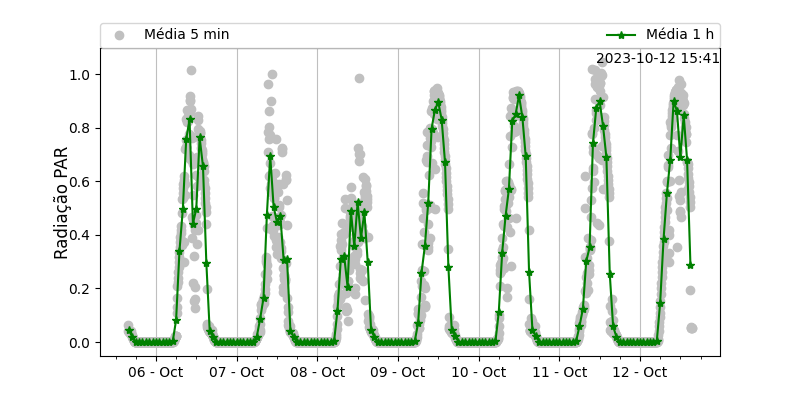 Média 5 min
Média 1 h
2023-10-12 15:41
Radiação PAR
1.0
0.8
0.6
0.4
0.2
0.0
06 - Oct
07 - Oct
08 - Oct
09 - Oct
10 - Oct
11 - Oct
12 - Oct